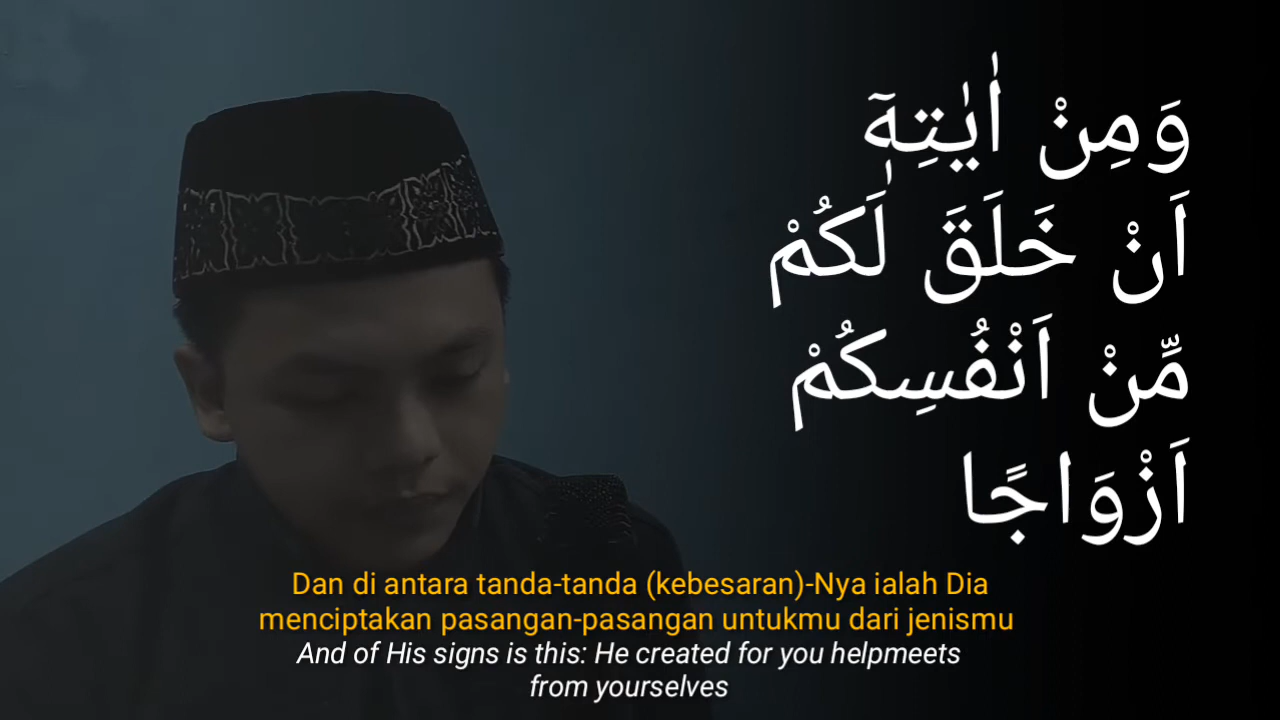 وَمِنْ اٰيٰتِهٖٓ
اَنْ خَلَقَ لَكُمْ
مِّنْ اَنْفُسِكُمْ
اَزْوَاجًا
Dan di antara tanda-tanda (kebesaran)-Nya ialah Dia
menciptakan pasangan-pasangan untukmu dari jenismu
And of His signs is this: He created for you helpmeets
from yourselves